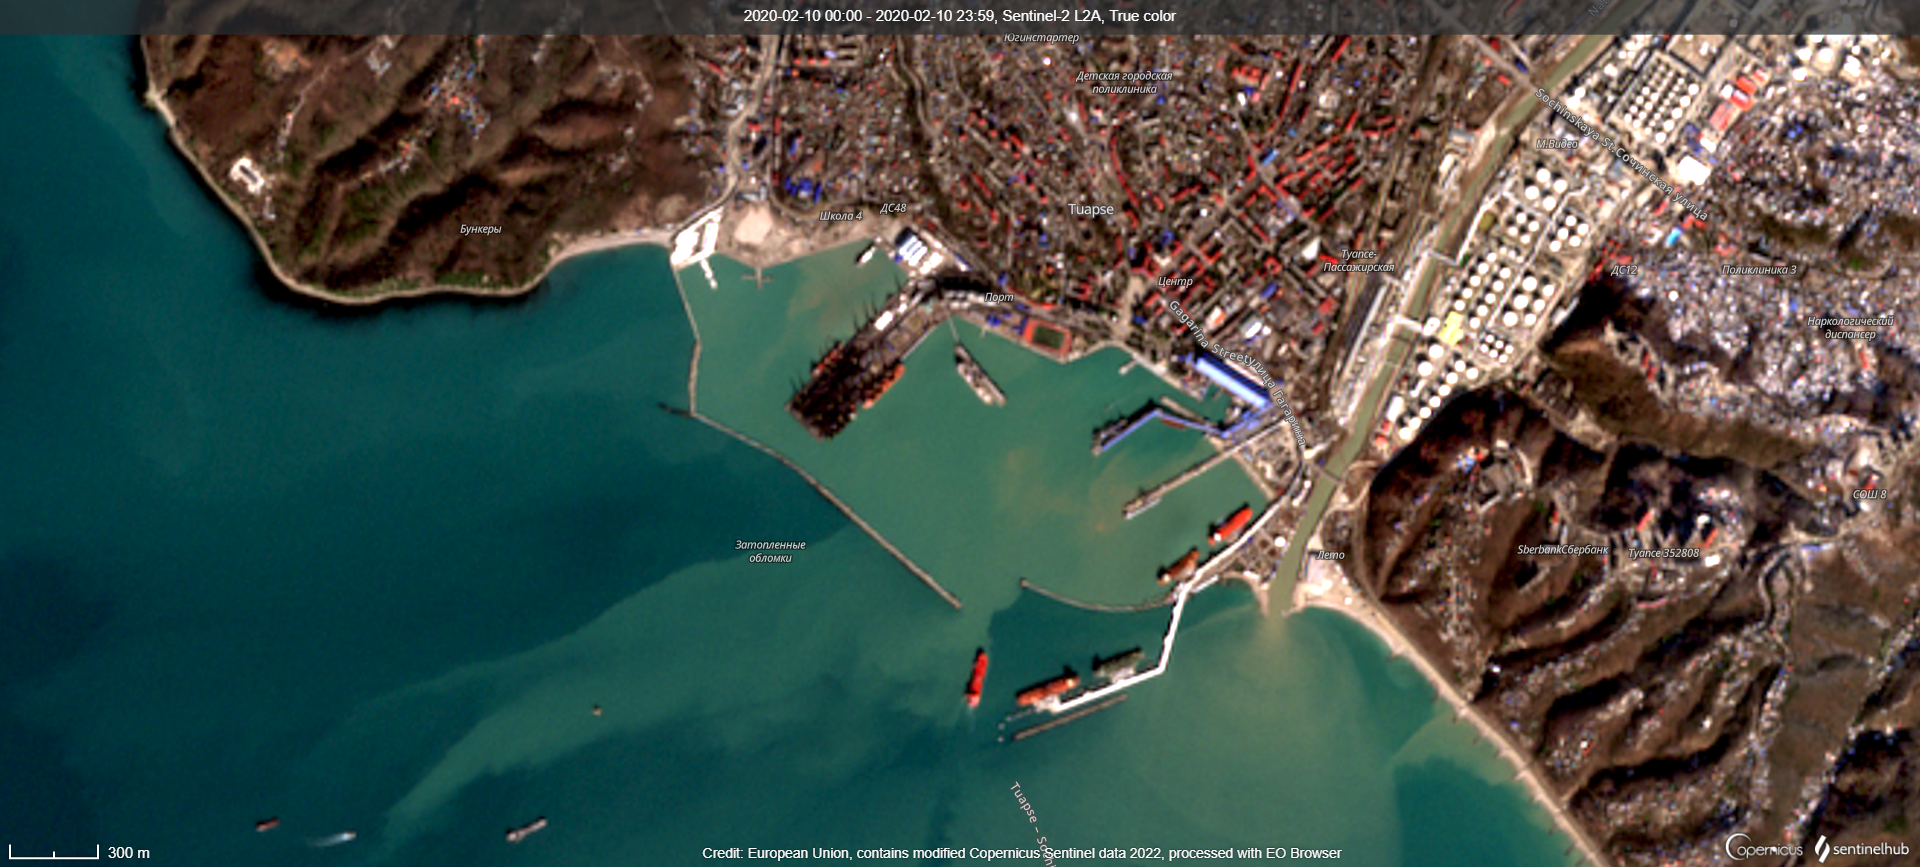 2020-02-10 00:00 - 2020-02-10 23:59, Sentinel-2 L2A, True color
Югинстартер
Детская городская
поликлиника
Sochinskaya St.Сочинская улица
М.Видео
Школа 4
ДС48
Tuapse
Бункеры
Туапсе-
Пассажирская
ДС12
Поликлиника 3
Центр
Порт
Gagarina Streetулица Гагарина
Наркологический
диспансер
СОШ 8
Затопленные
обломки
Лето
SberbankСбербанк
Туапсе 352808
Tuapse – Sochi
300 m
Credit: European Union, contains modified Copernicus Sentinel data 2022, processed with EO Browser
Copernicus
sentinelhub